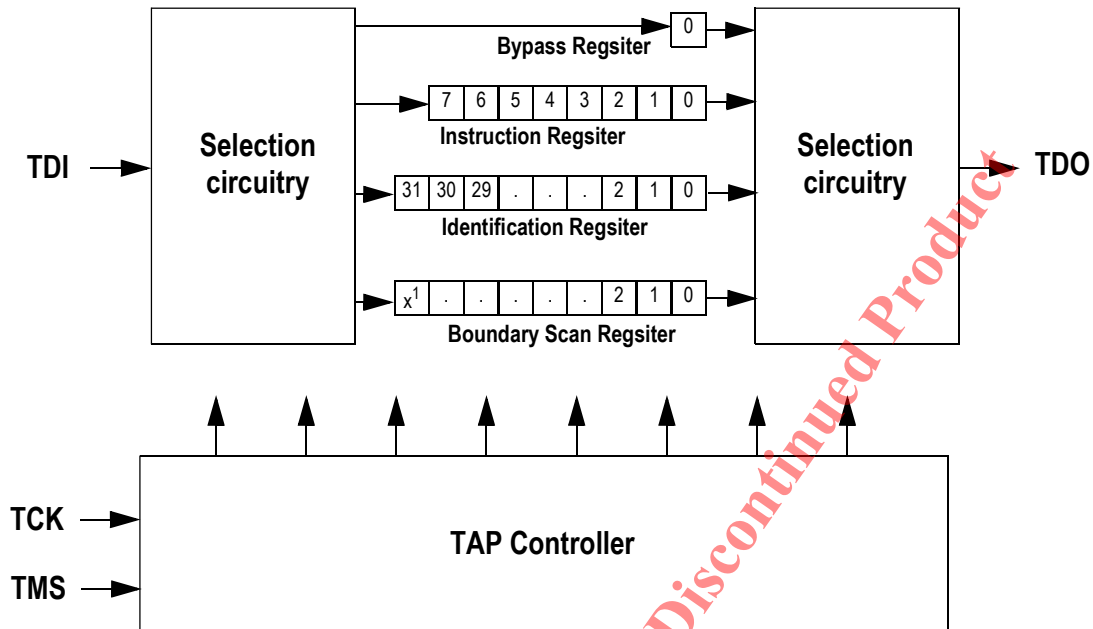 0
Bypass Regsiter
7 6 5 4 3 2 1 0
Instruction Regsiter
Selection
circuitry
Selection
circuitry
TDI
TDO
31 30 29 . . . 2 1 0
Identification Regsiter
x¹ . . . . . 2 1 0
Boundary Scan Regsiter
TCK
TAP Controller
TMS
Discontinued Product